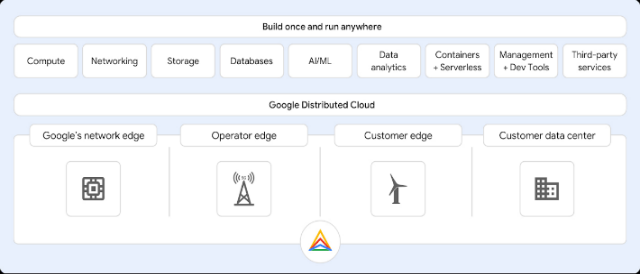 Build once and run anywhere
Compute
Networking
Storage
Databases
AI/ML
Data
analytics
Containers
+ Serverless
Management
+ Dev Tools
Third-party
services
Google Distributed Cloud
Google's network edge
Operator edge
Customer edge
Customer data center